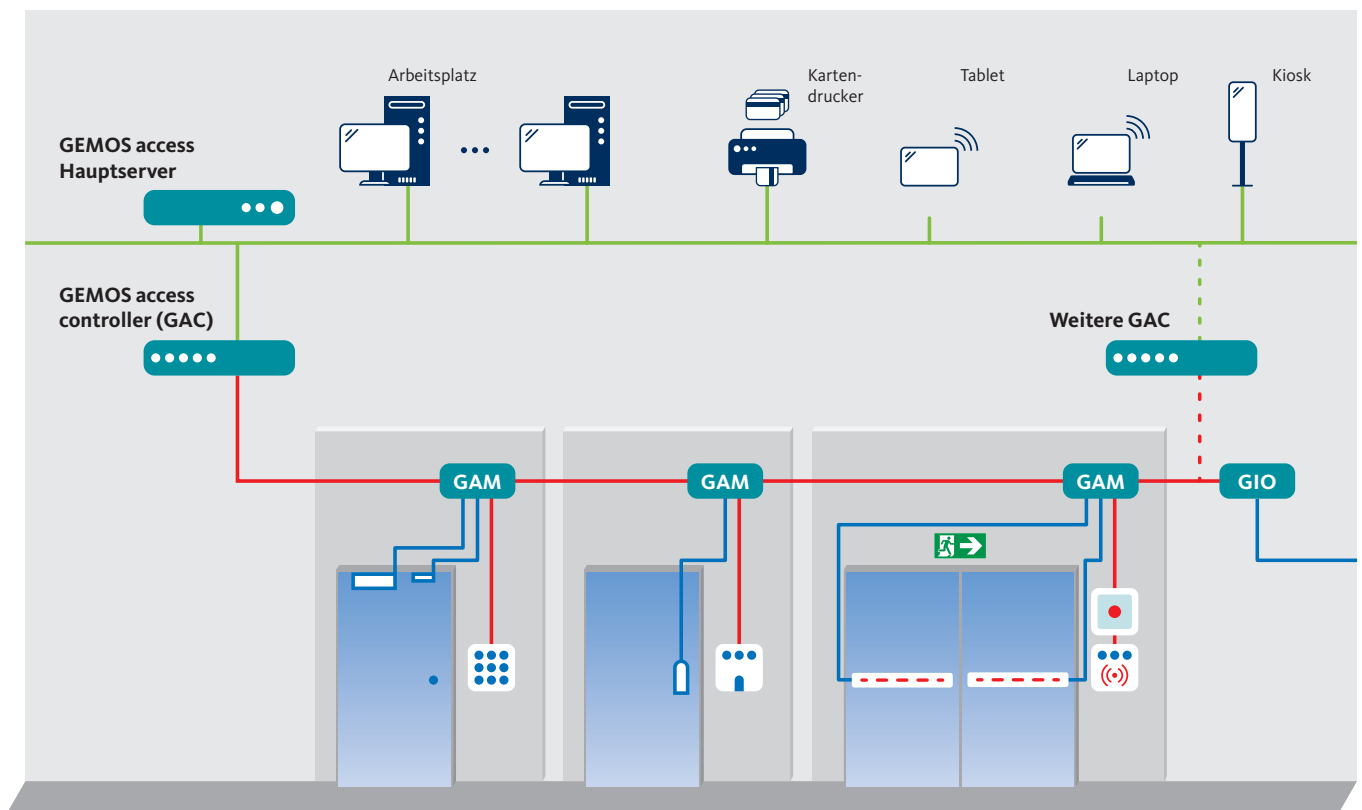 Arbeitsplatz
Karten-
drucker
Tablet
Laptop
Kiosk
GEMOS access
Hauptserver
GEMOS access
controller (GAC)
Weitere GAC
GAM
GAM
GAM
GIO